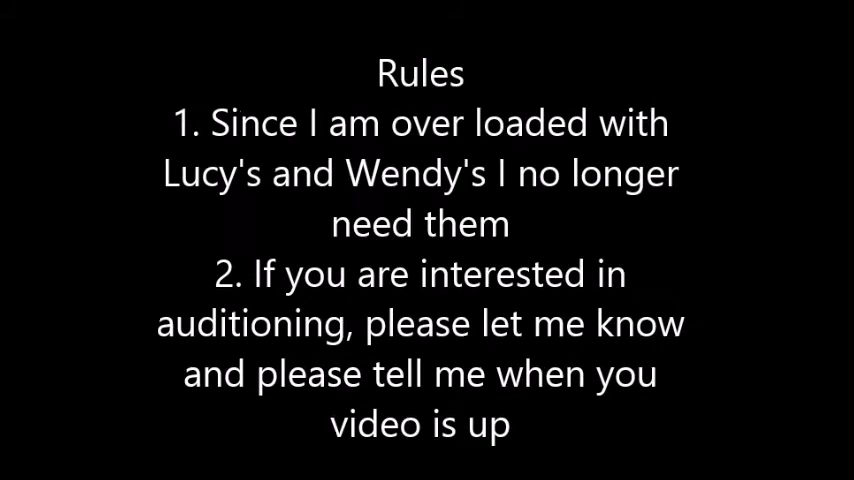 Rules
1. Since I am over loaded with
Lucy's and Wendy's I no longer
need them
2. If you are interested in
auditioning, please let me know
and please tell me when you
video is up